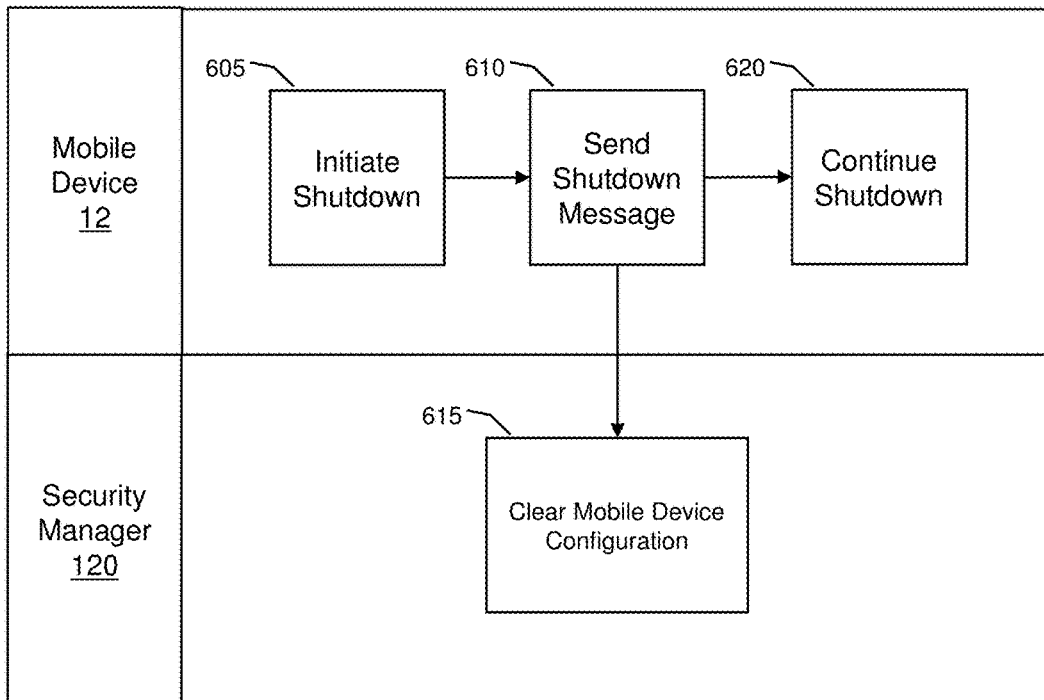 Mobile
Device
12
605
Initiate
Shutdown
610
Send
Shutdown
Message
620
Continue
Shutdown
Security
Manager
120
615
Clear Mobile Device
Configuration